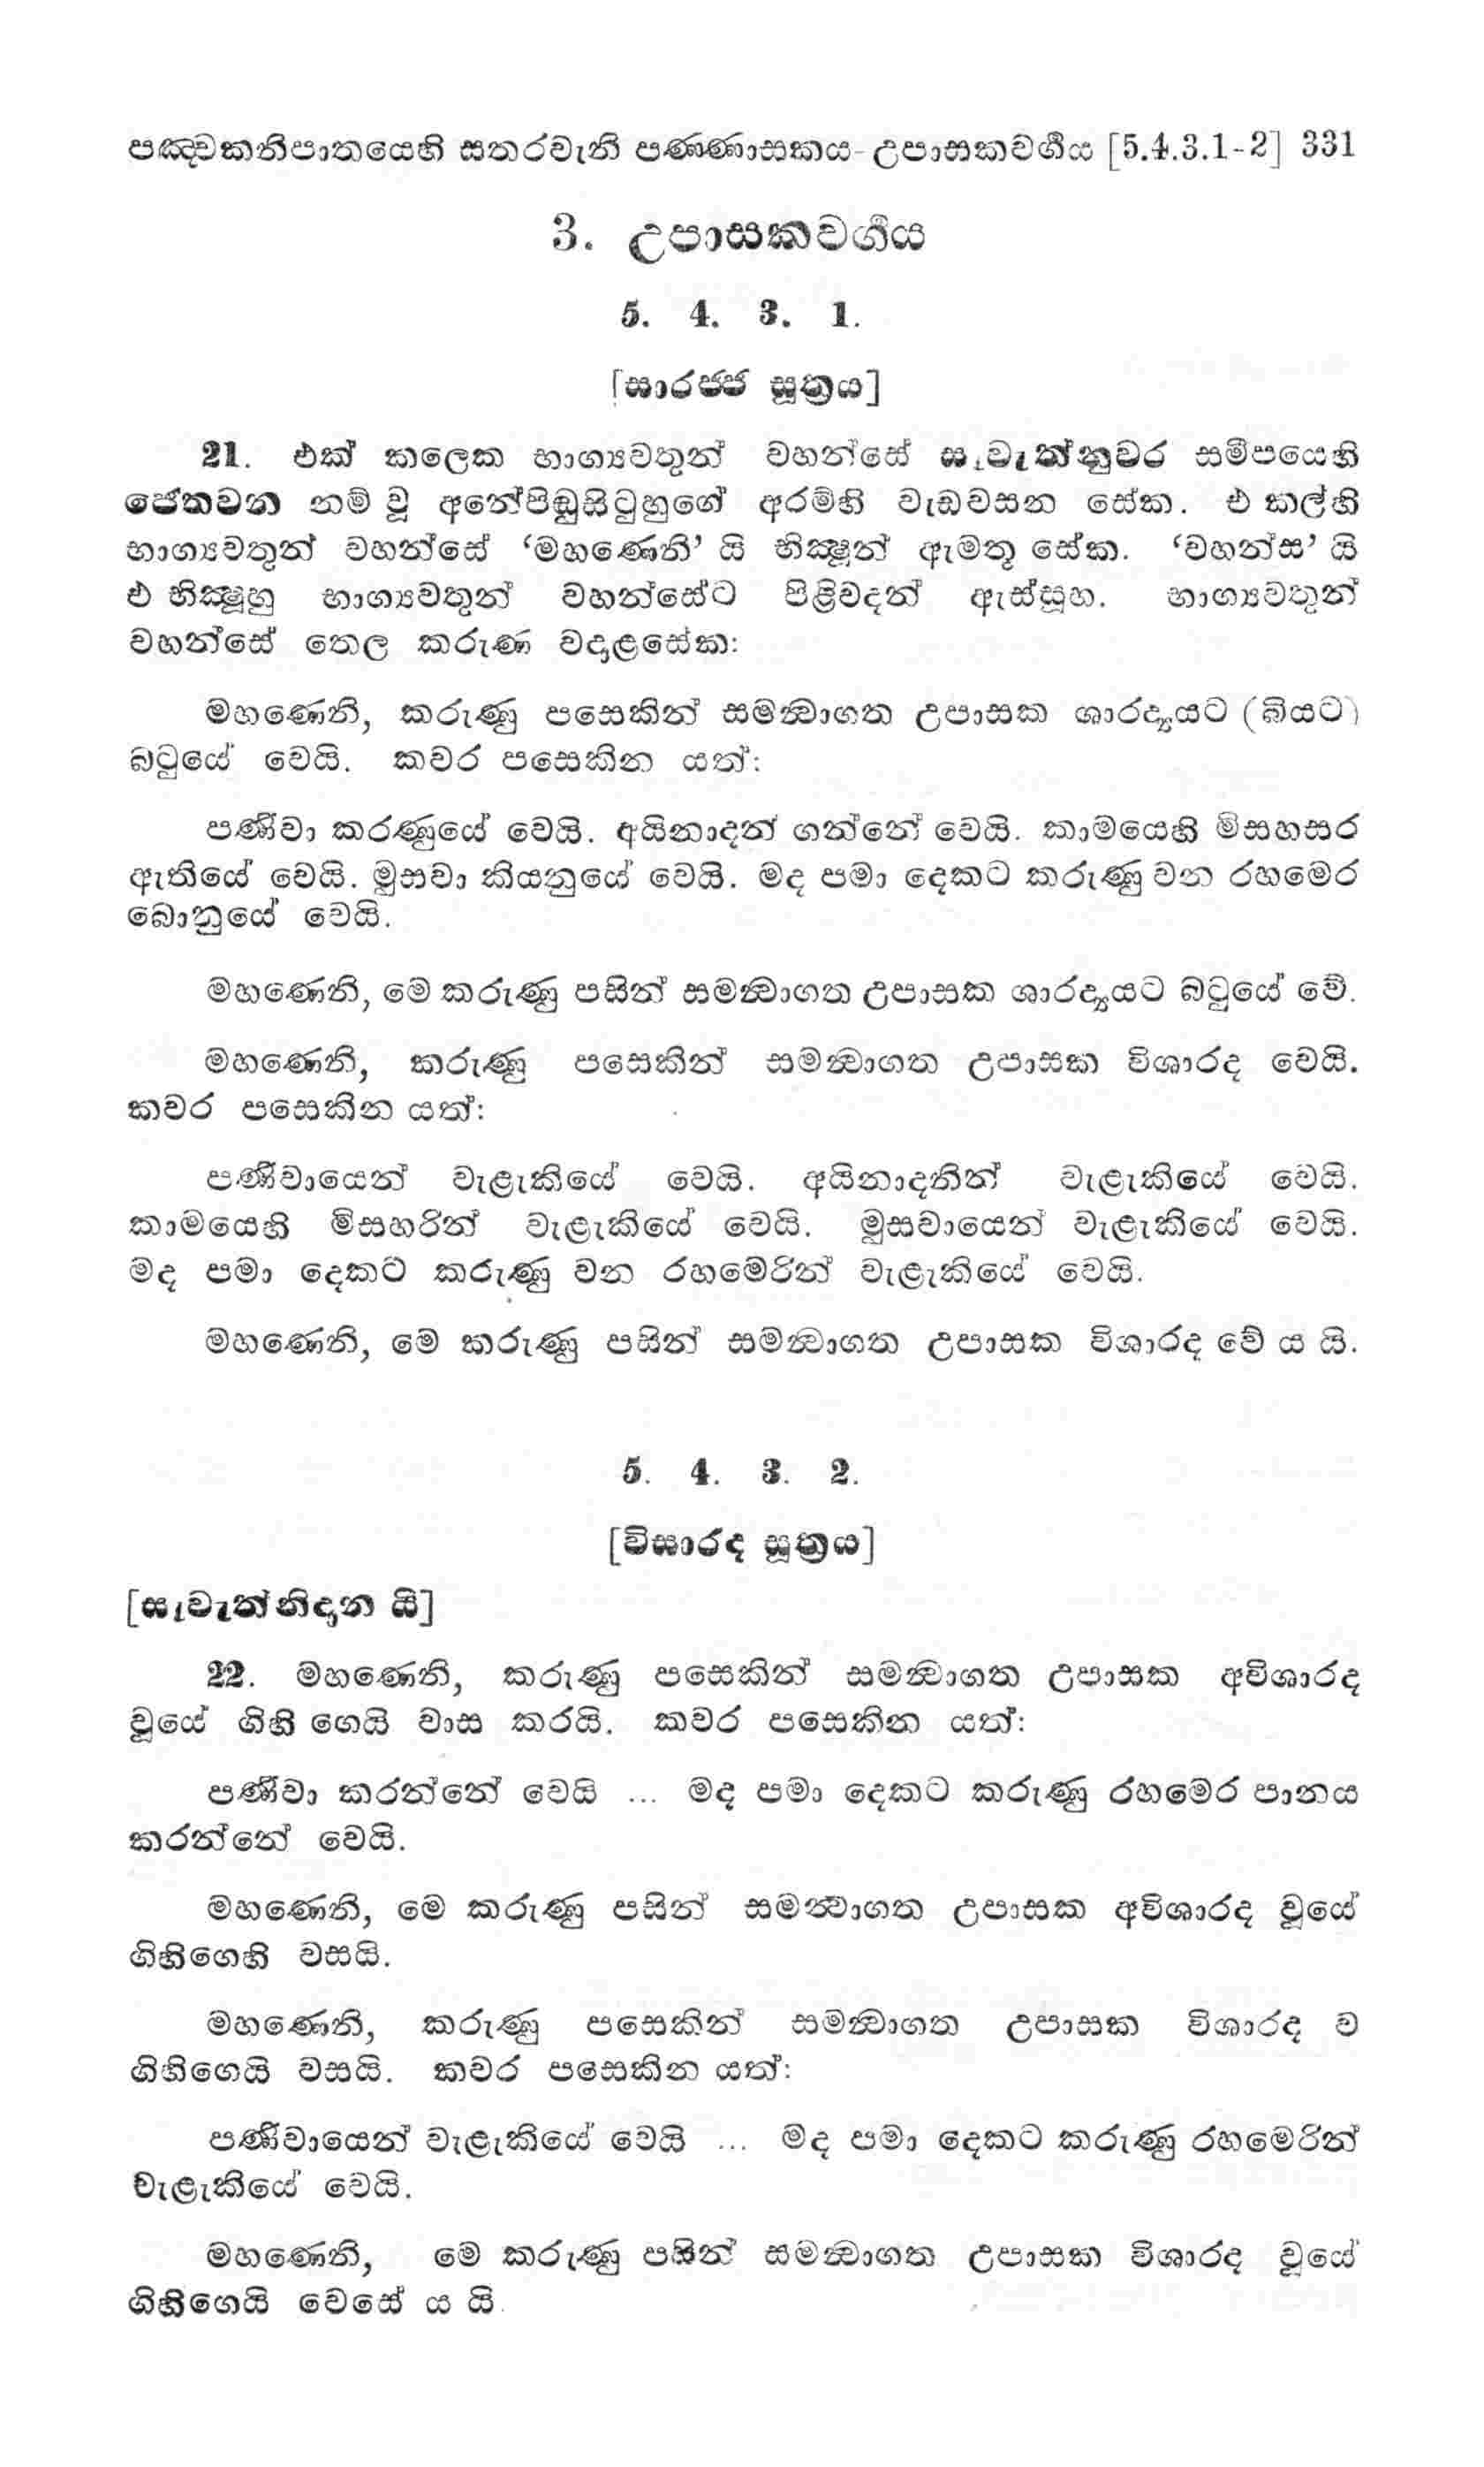 පඤ්චකනිපාතයෙහි සතරවැනි පණ්ණාසකය-උපාසකවර්‍ගය [5.4.3.1-2] 331
3. උපාසකවර්‍ගය
5. 4. 3. 1.
[සාරජ්ජ සූත්‍රය]
21. එක් කලෙක භාග්‍යවතුන් වහන්සේ සැවැත්නුවර සමීපයෙහි
ජෙතවන නම් වූ අනේපිඬුසිටුහුගේ අරම්හි වැඩවසන සේක. එ කල්හි
භාග්‍යවතුන් වහන්සේ ‘මහණෙනි’ යි භික්‍ෂූන් ඇමතූ සේක. ‘වහන්ස’ යි
එ භික්‍ෂූහු භාග්‍යවතුන් වහන්සේට පිළිවදන් ඇස්සූහ. භාග්‍යවතුන්
වහන්සේ තෙල කරුණ වදාළසේක:
මහණෙනි, කරුණු පසෙකින් සමන්‍වාගත උපාසක ශාරද්‍යයට (බියට)
බටුයේ වෙයි. කවර පසෙකින යත්:
පණිවා කරණුයේ වෙයි. අයිනාදන් ගන්නේ වෙයි. කාමයෙහි මිසහසර
ඇතියේ වෙයි. මුසවා කියනුයේ වෙයි. මද පමා දෙකට කරුණු වන රහමෙර
බොනුයේ වෙයි.
මහණෙනි, මෙ කරුණු පසින් සමන්‍වාගත උපාසක ශාරද්‍යයට බටුයේ වේ.
මහණෙනි, කරුණු පසෙකින් සමන්‍වාගත උපාසක විශාරද වෙයි.
කවර පසෙකින යත්:
පණිවායෙන් වැළැකියේ වෙයි. අයිනාදනින් වැළැකියේ වෙයි.
කාමයෙහි මිසහරින් වැළැකියේ වෙයි. මුසවායෙන් වැළැකියේ වෙයි.
මද පමා දෙකට කරුණු වන රහමෙරින් වැළැකියේ වෙයි.
මහණෙනි, මෙ කරුණු පසින් සමන්‍වාගත උපාසක විශාරද වේ ය යි.
5. 4. 3. 2.
[විසාරද සූත්‍රය]
[සැවැත්නිදාන යි]
22. මහණෙනි, කරුණු පසෙකින් සමන්‍වාගත උපාසක අවිශාරද
වූයේ ගිහි ගෙයි වාස කරයි. කවර පසෙකින යත්:
පණිවා කරන්නේ වෙයි ... මද පමා දෙකට කරුණු රහමෙර පානය
කරන්නේ වෙයි.
මහණෙනි, මෙ කරුණු පසින් සමන්‍වාගත උපාසක අවිශාරද වූයේ
ගිහිගෙහි වසයි.
මහණෙනි, කරුණු පසෙකින් සමන්‍වාගත උපාසක විශාරද ව
ගිහිගෙයි වසයි. කවර පසෙකින යත්:
පණිවායෙන් වැළැකියේ වෙයි ... මද පමා දෙකට කරුණු රහමෙරින්
වැළැකියේ වෙයි.
මහණෙනි, මෙ කරුණු පසින් සමන්‍වාගත උපාසක විශාරද වූයේ
ගිහිගෙයි වෙසේ ය යි.